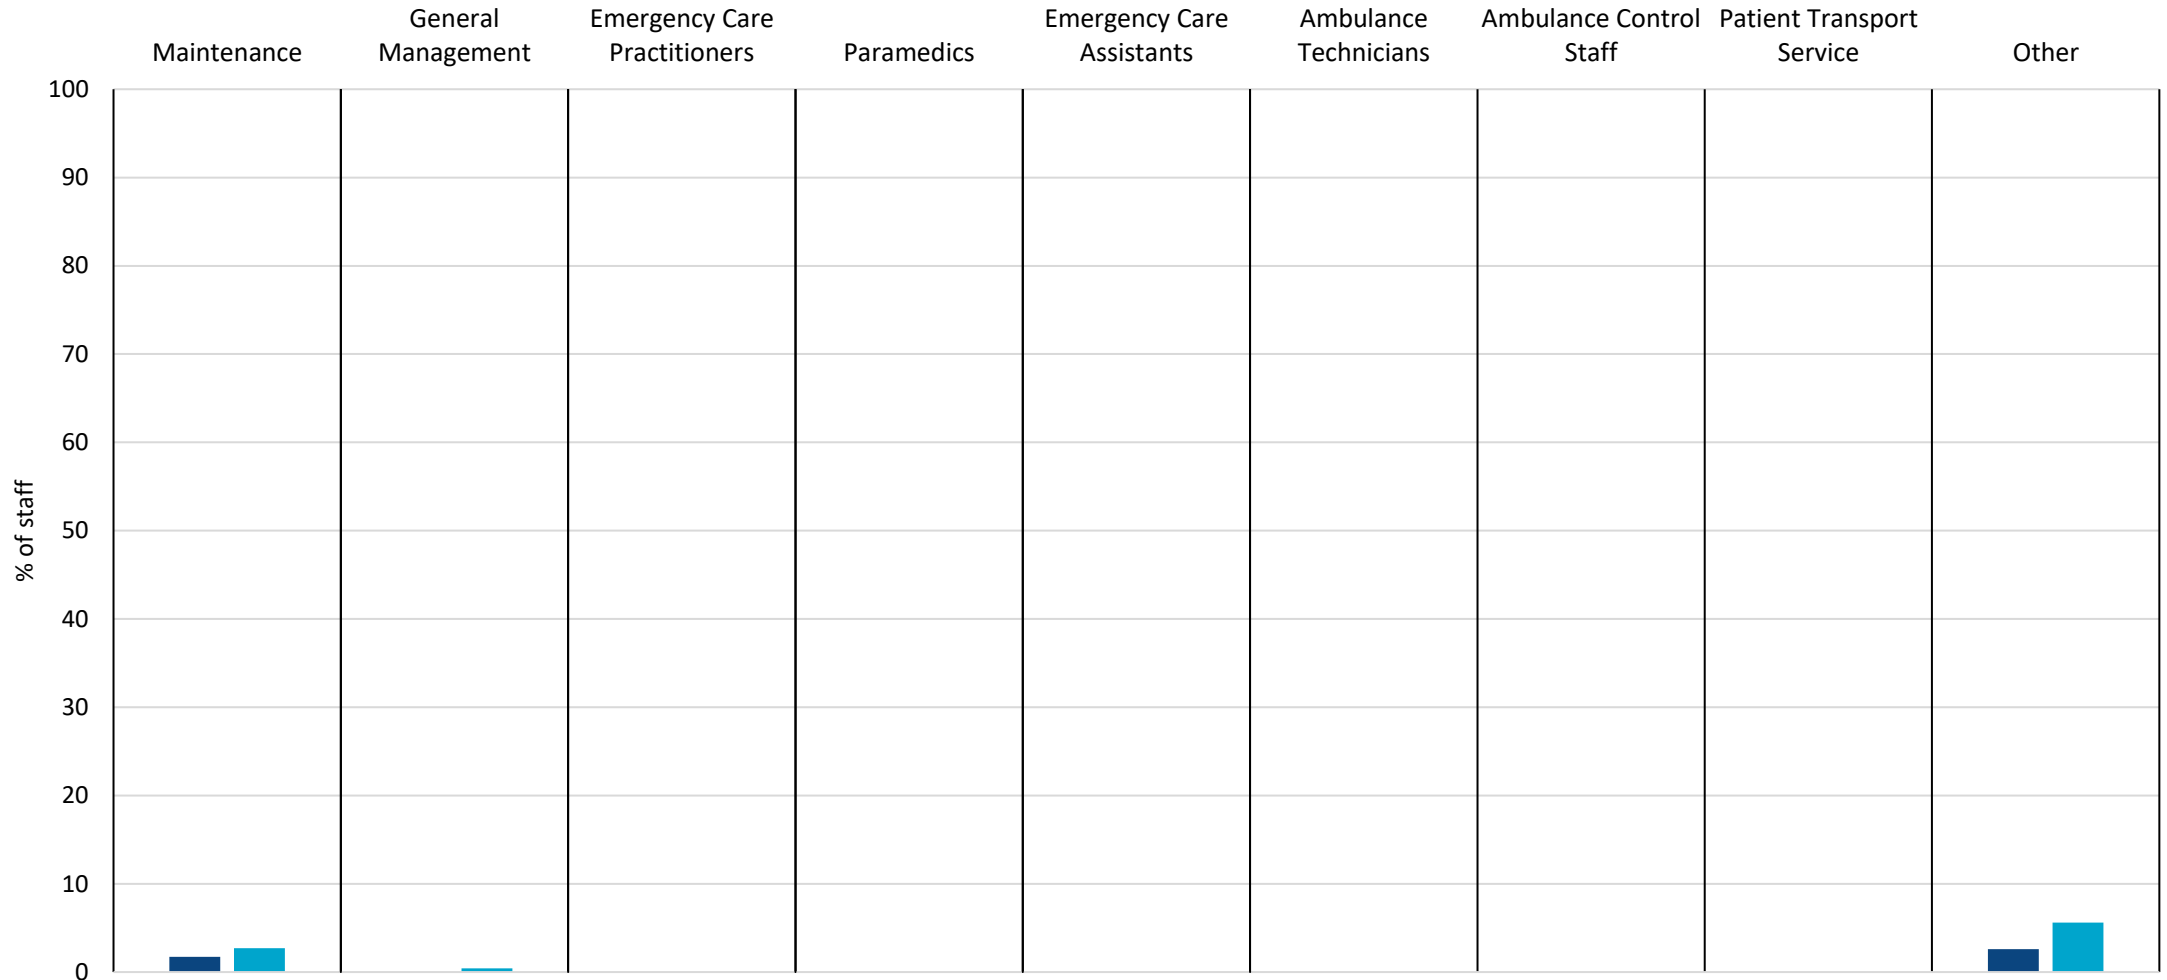 Maintenance
General
Management
Emergency Care
Practitioners
Paramedics
Emergency Care
Assistants
Ambulance
Technicians
Ambulance Control
Staff
Patient Transport
Service
Other
100
90
80
70
60
50
40
30
20
10
0
% of staff